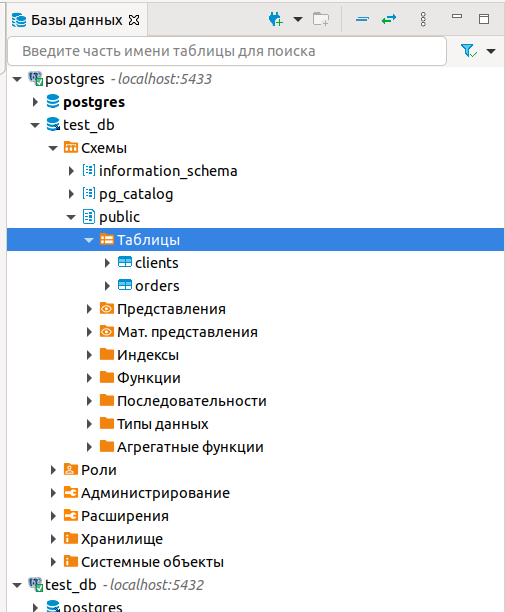 Базы данных
Введите часть имени таблицы для поиска
postgres - localhost:5433
postgres
test_db
Схемы
information_schema
pg_catalog
public
Таблицы
clients
orders
Представления
Мат. представления
Индексы
Функции
Последовательности
Типы данных
Агрегатные функции
Роли
Администрирование
Расширения
Хранилище
Системные объекты
test_db - localhost:5432
postgres